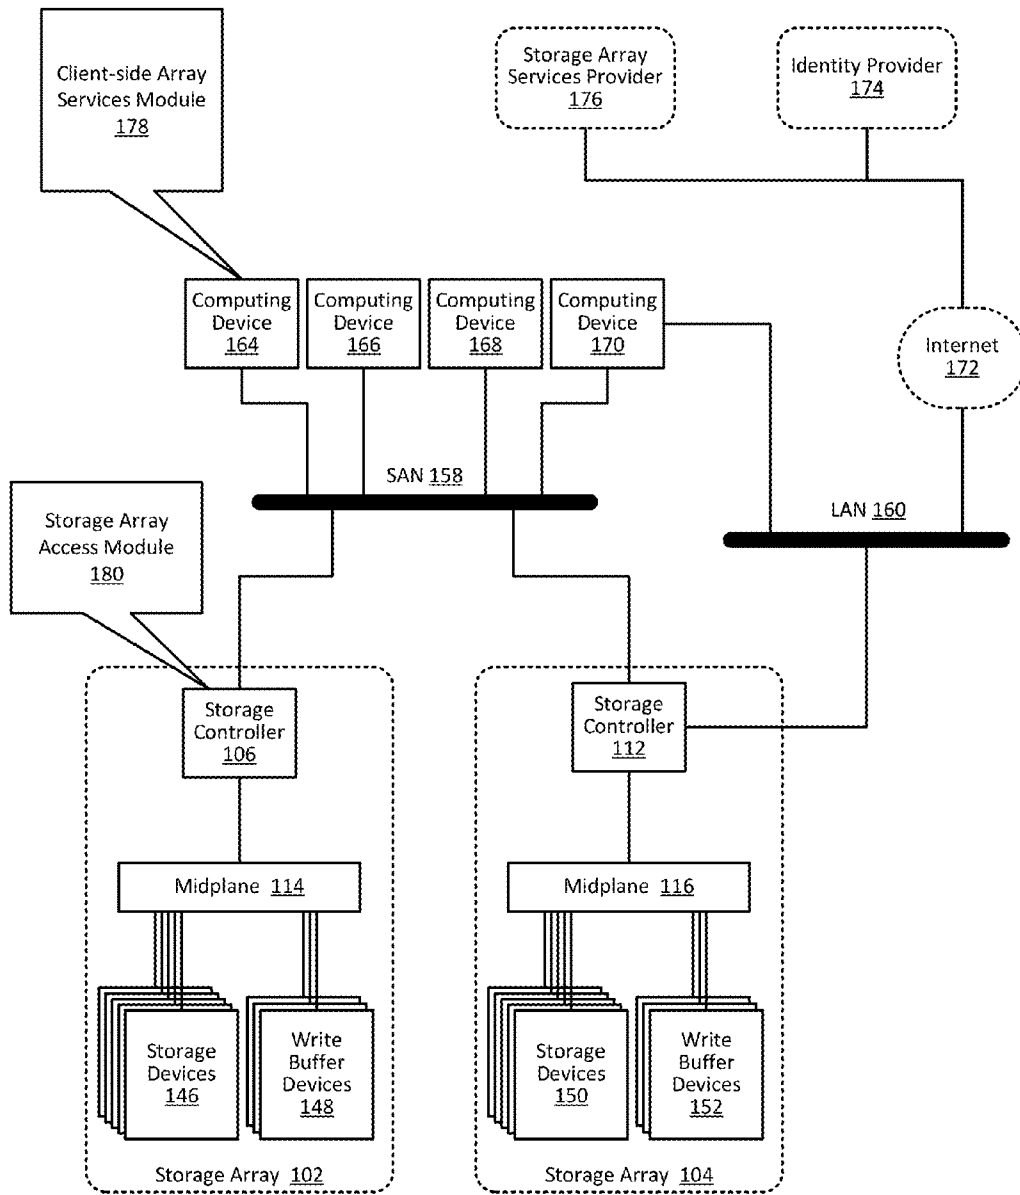 Client-side Array
Services Module
178
Storage Array
Services Provider
176
Identity Provider
174
Computing
Device
164
Computing
Device
166
Computing
Device
168
Computing
Device
170
Internet
172
SAN 158
LAN 160
Storage Array
Access Module
180
Storage
Controller
106
Storage
Controller
112
Midplane 114
Midplane 116
Storage
Devices
146
Write
Buffer
Devices
148
Storage
Devices
150
Write
Buffer
Devices
152
Storage Array 102
Storage Array 104